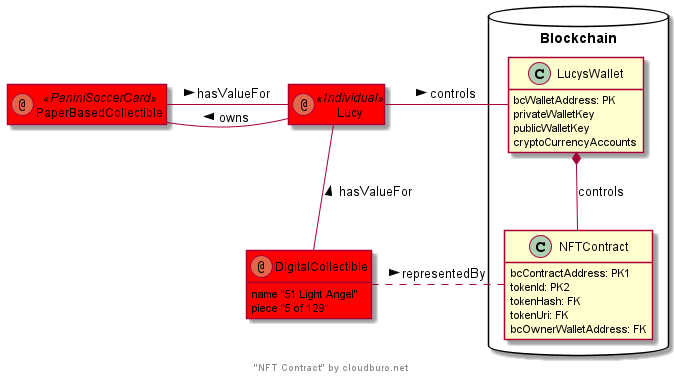 Blockchain
C LucysWallet
bcWalletAddress: PK
privateWalletKey
publicWalletKey
cryptoCurrencyAccounts
@ «PaniniSoccerCard»
PaperBasedCollectible
hasValueFor
owns
@ «Individual»
Lucy
controls
controls
hasValueFor
@ DigitalCollectible
name "51 Light Angel"
piece "5 of 129"
representedBy
C NFTContract
bcContractAddress: PK1
tokenId: PK2
tokenHash: FK
tokenUri: FK
bcOwnerWalletAddress: FK
"NFT Contract" by cloudburo.net